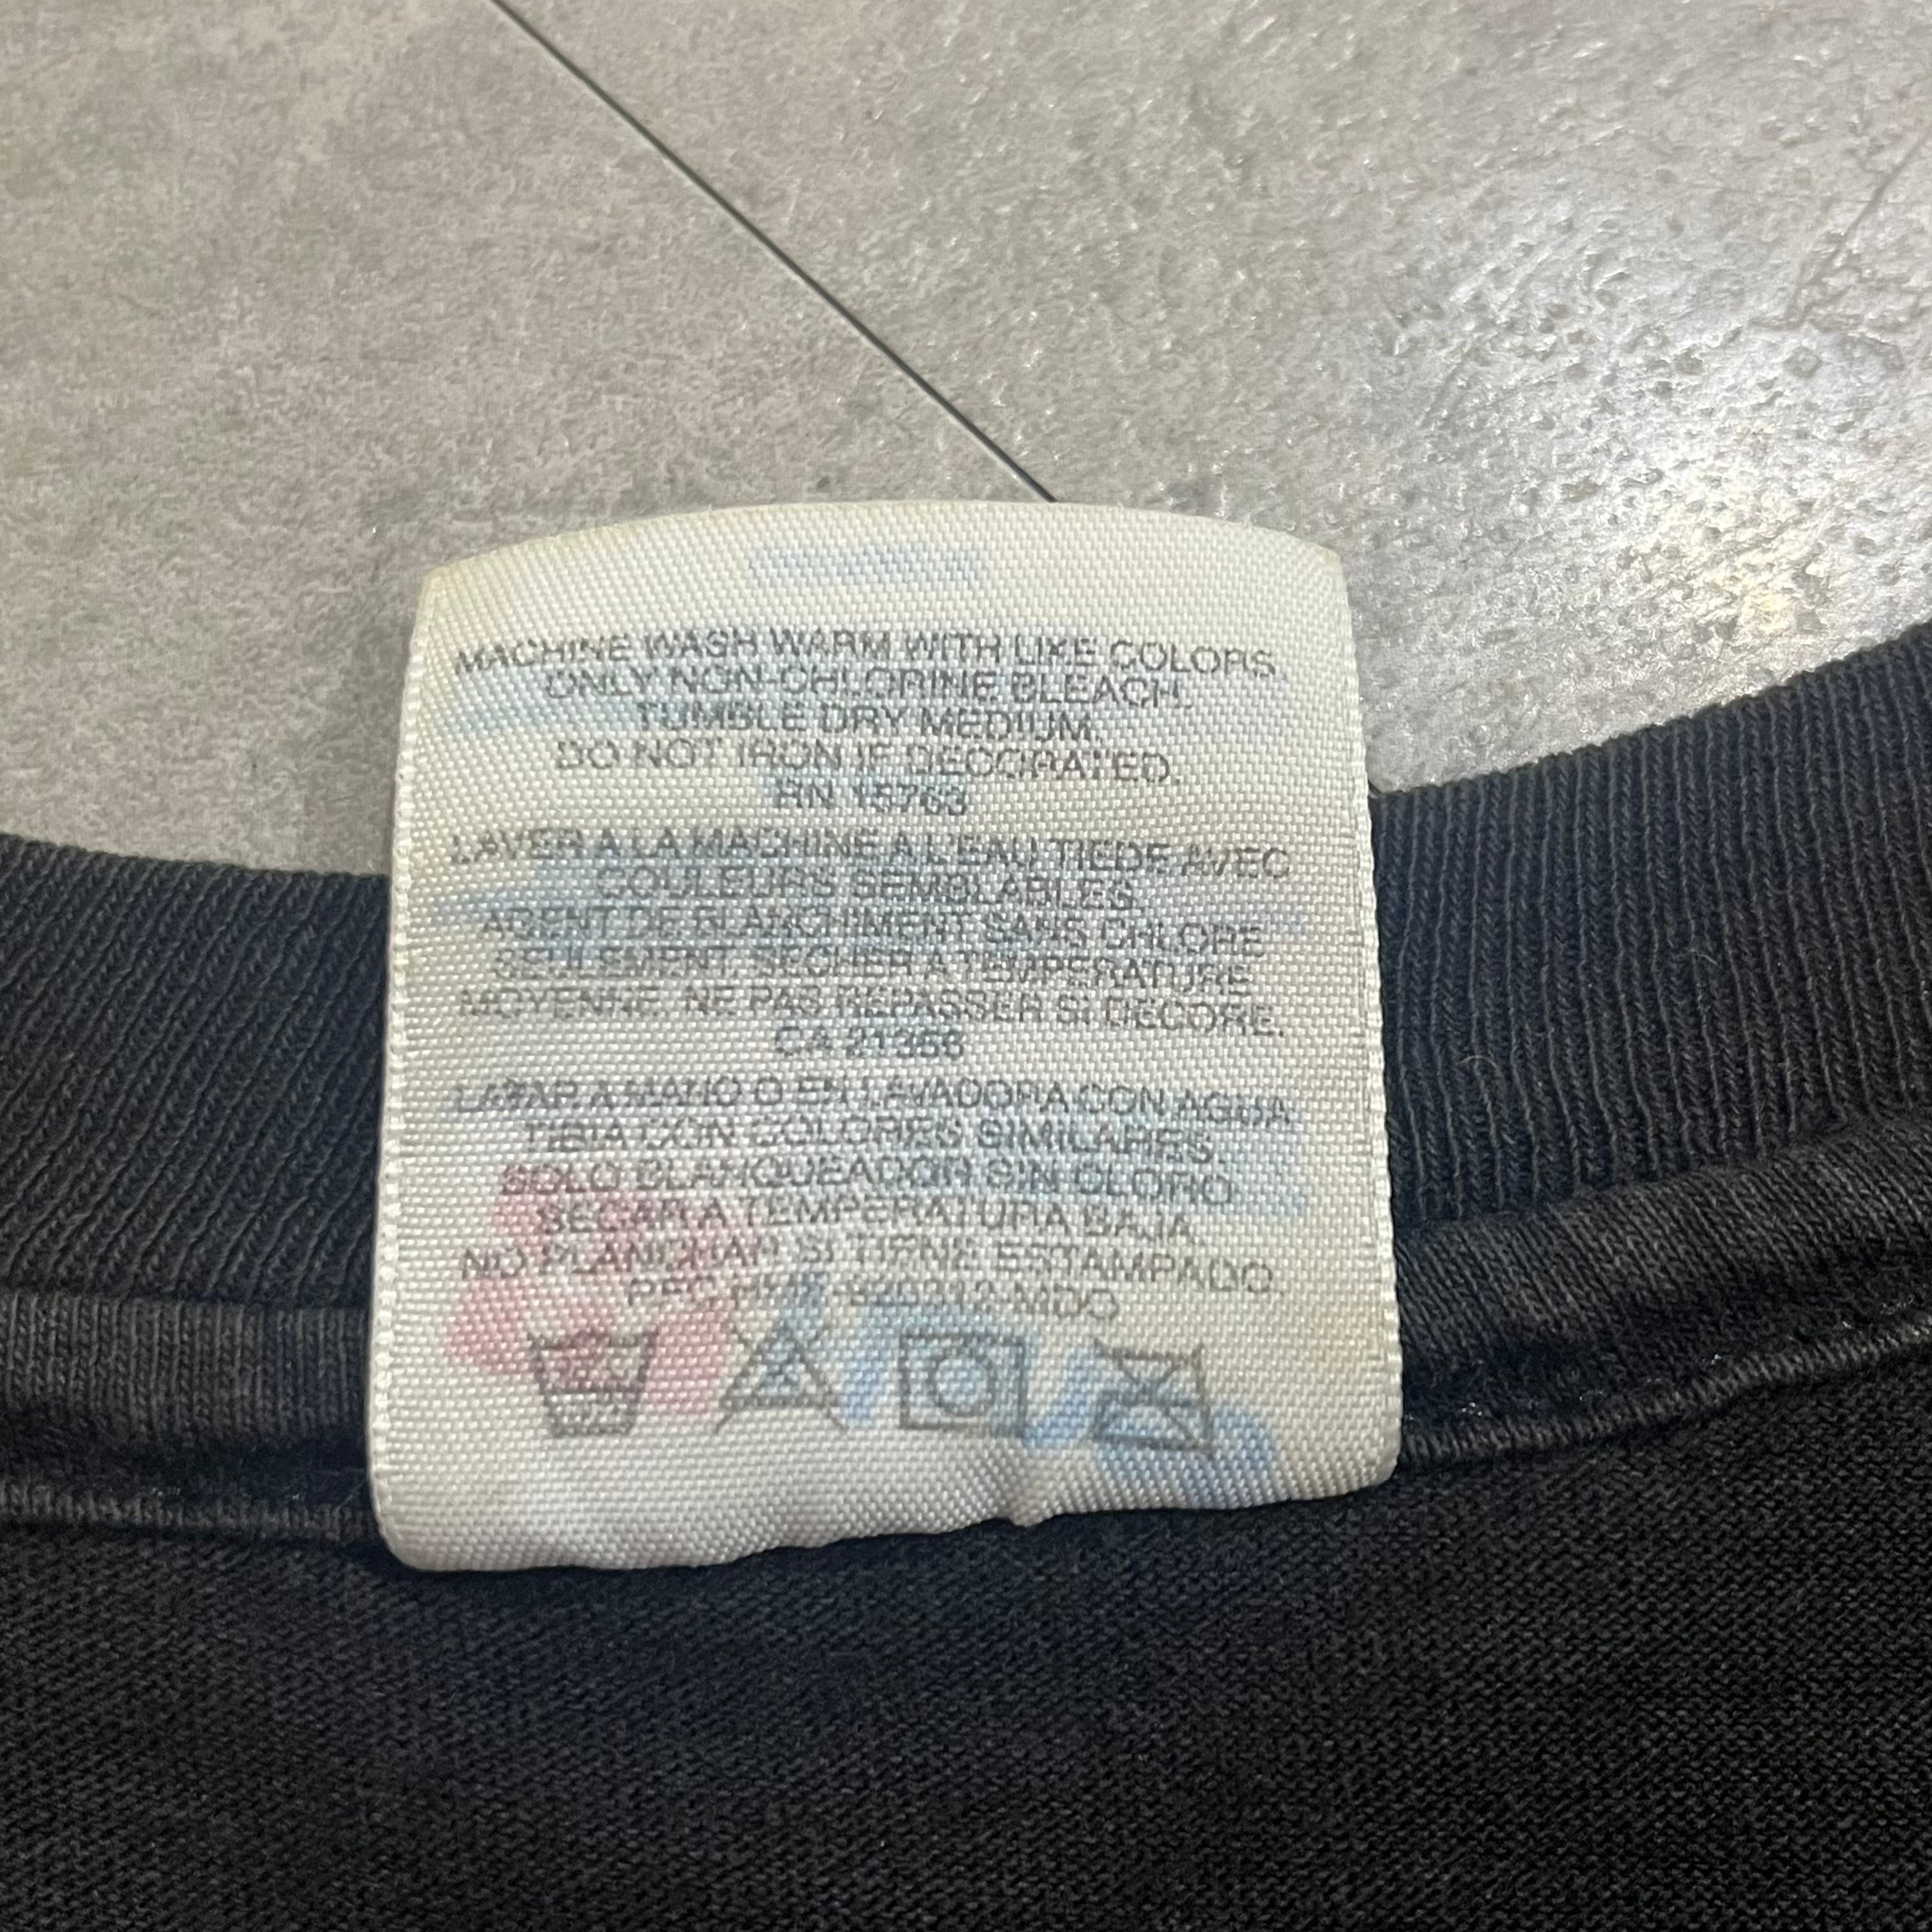 MACHINE WASH WARM WITH LIKE COLORS.
ONLY NON-CHLORINE BLEACH.
TUMBLE DRY MEDIUM.
DO NOT IRON IF DECORATED.
RN 15763
LAVER A LA MACHINE A L'EAU TIEDE AVEC
COULEURS SEMBLABLES.
AGENT DE BLANCHIMENT SANS CHLORE
SEULEMENT. SECHER A TEMPERATURE
MOYENNE. NE PAS REPASSER SI DECORE.
CA 21366
LAVAR A MANO O EN LAVADORA CON AGUA
TIBIA CON COLORES SIMILARES.
SOLO BLANQUEADOR SIN CLORO.
SECAR A TEMPERATURA BAJA
NO PLANCHAR SI TIENE ESTAMPADO.